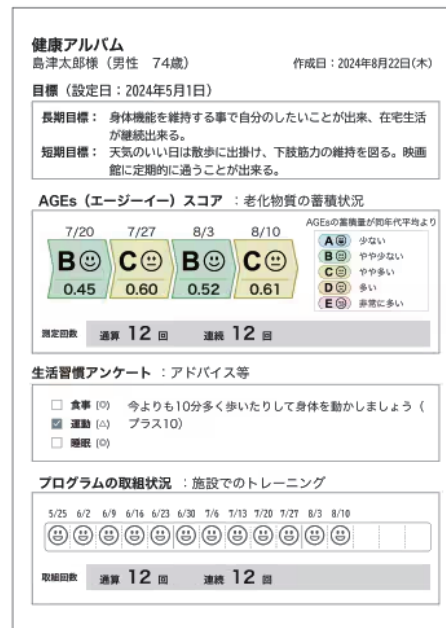 健康アルバム
島津太郎様（男性　74歳）
作成日：2024年8月22日(木)
目標（設定日：2024年5月1日）
長期目標： 身体機能を維持する事で自分のしたいことが出来、在宅生活
が継続出来る。
短期目標： 天気のいい日は散歩に出掛け、下肢筋力の維持を図る。映画
館に定期的に通うことが出来る。
AGEs（エージーイー）スコア ：老化物質の蓄積状況
AGEsの蓄積量が同年代平均より
7/20 7/27 8/3 8/10
B C B C
0.45 0.60 0.52 0.61
A 少ない
B やや少ない
C やや多い
D 多い
E 非常に多い
測定回数 通算 12 回 連続 12 回
生活習慣アンケート ：アドバイス等
食事 (○)
運動 (△)
睡眠 (○)
今よりも10分多く歩いたりして身体を動かしましょう（
プラス10）
プログラムの取組状況 ：施設でのトレーニング
5/25 6/2 6/9 6/16 6/23 6/30 7/6 7/13 7/20 7/27 8/3 8/10
取組回数 通算 12 回 連続 12 回